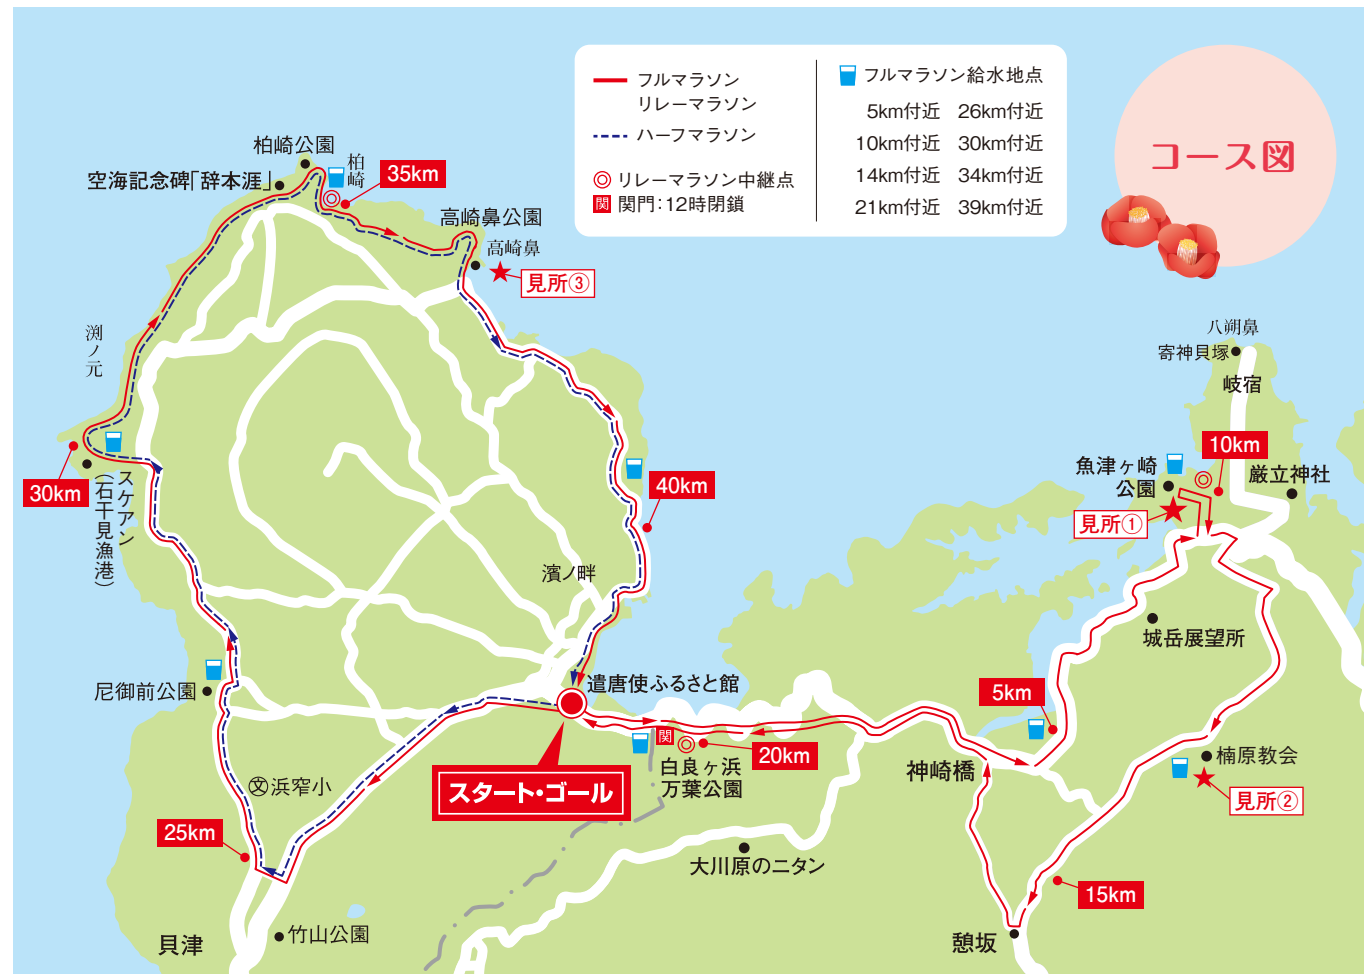 フルマラソン
リレーマラソン
ハーフマラソン
リレーマラソン中継点
関 関門:12時閉鎖
フルマラソン給水地点
5km付近 26km付近
10km付近 30km付近
14km付近 34km付近
21km付近 39km付近
コース図
柏崎公園
空海記念碑「辞本涯」
柏崎
35km
高崎鼻公園
高崎鼻
見所③
渕ノ元
30km
スケアン
(石干見漁港)
40km
濱ノ畔
尼御前公園
遣唐使ふるさと館
スタート・ゴール
関
20km
白良ヶ浜
万葉公園
文浜窄小
25km
貝津
竹山公園
大川原のニタン
神崎橋
5km
八朔鼻
寄神貝塚
岐宿
10km
魚津ヶ崎
公園
厳立神社
見所①
城岳展望所
楠原教会
見所②
15km
憩坂